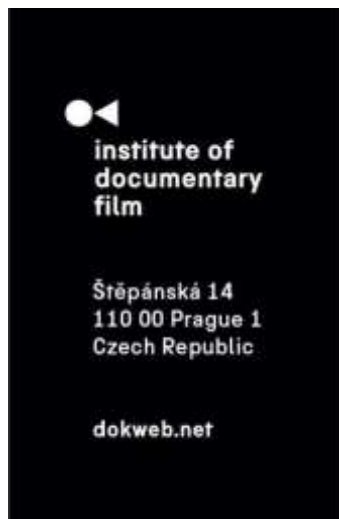 institute of
documentary
film
Štěpánská 14
110 00 Prague 1
Czech Republic
dokweb.net